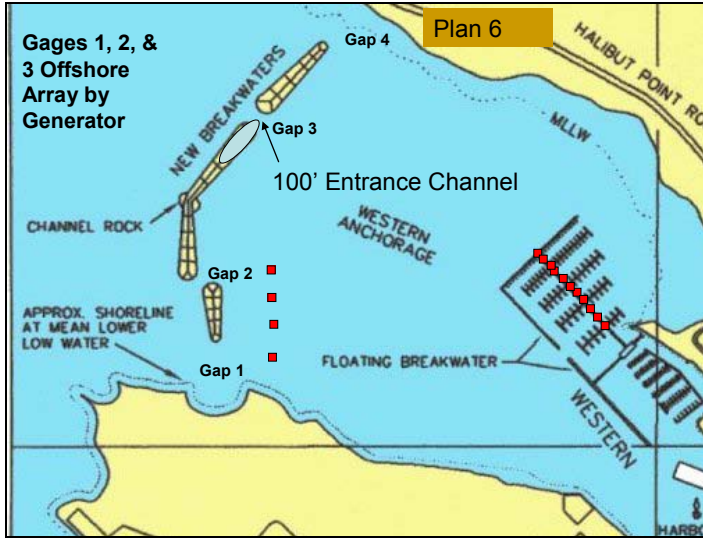 Gages 1, 2, &
3 Offshore
Array by
Generator
Plan 6
Gap 4
HALIBUT POINT RO
NEW BREAKWATERS
Gap 3
MLLW
100' Entrance Channel
CHANNEL ROCK
WESTERN
ANCHORAGE
Gap 2
APPROX. SHORELINE
AT MEAN LOWER
LOW WATER
Gap 1
FLOATING BREAKWATER
WESTERN
HARBO